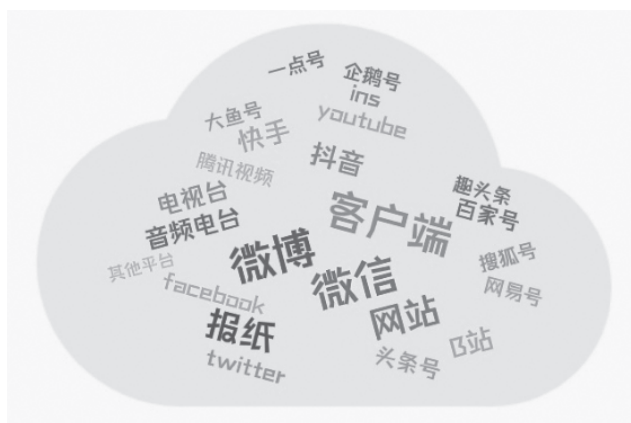 一点号
企鹅号
ins
大鱼号
youtube
快手
抖音
腾讯视频
趣头条
电视台
百家号
客户端
音频电台
微博
搜狐号
其他平台
微信
facebook
网易号
网站
报纸
B站
头条号
twitter